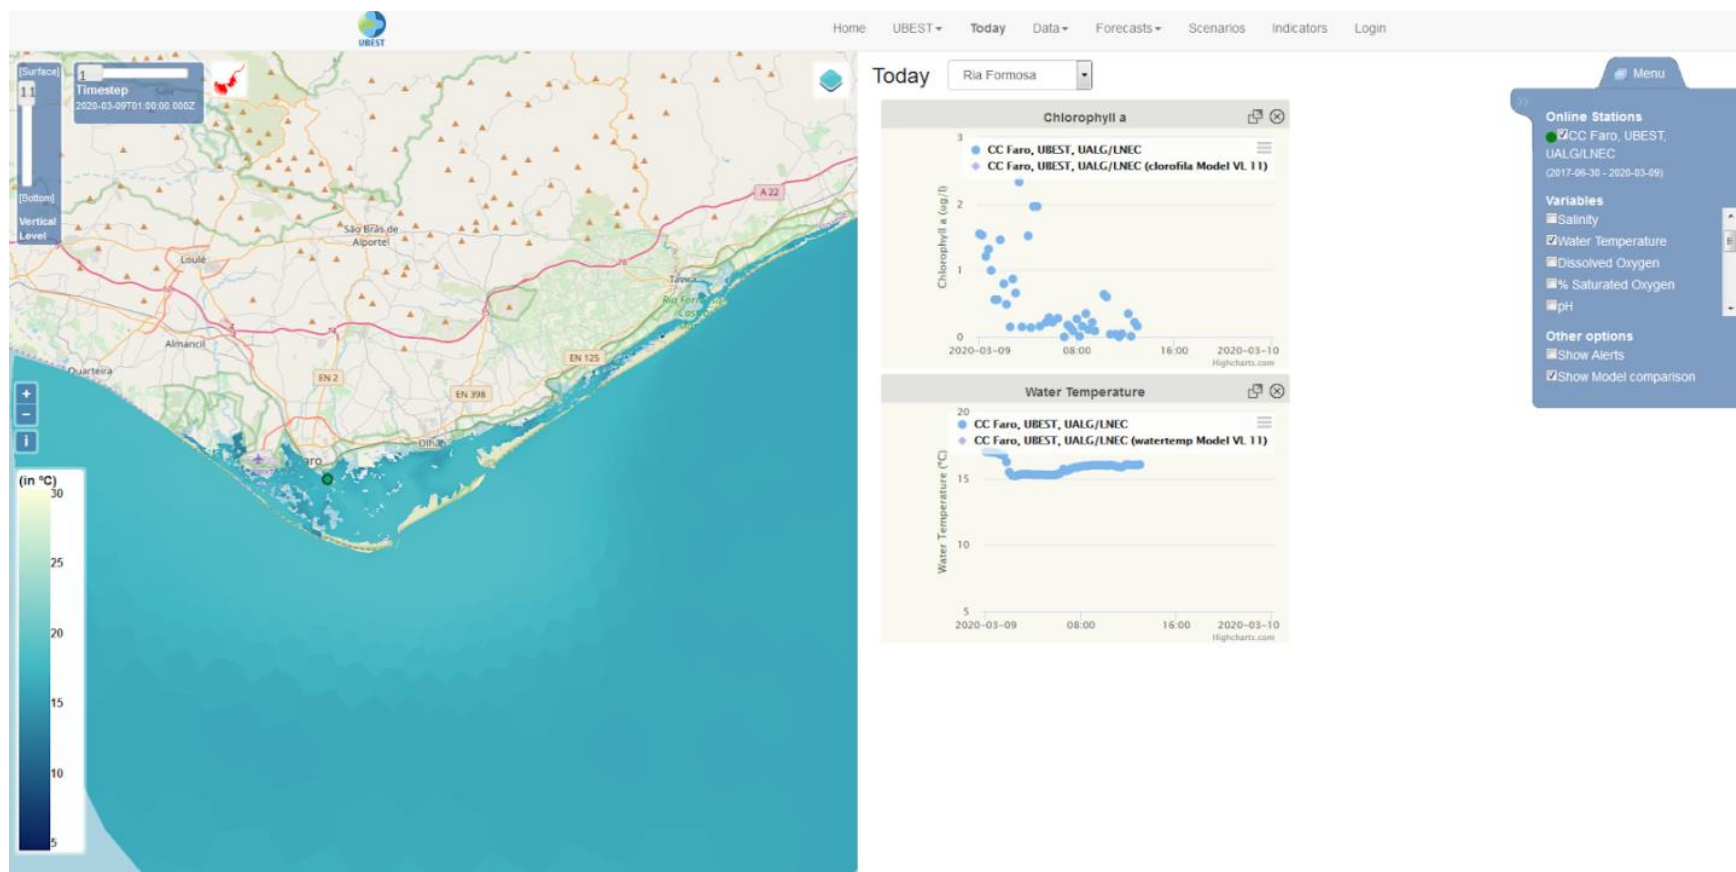 UBEST
Home UBEST Today Data Forecasts Scenarios Indicators Login
[Surface]
11
[Bottom]
Vertical
Level
1
Timestep
2020-03-09T01:00:00.000Z
A 22
São Brás de
Alportel
Loulé
Tavira
Almancil
Quarteira
EN 125
EN 2
EN 398
Olhão
aro
+
−
i
(in ºC)
30
25
20
15
10
5
Today Ria Formosa
Chlorophyll a
3
CC Faro, UBEST, UALG/LNEC
CC Faro, UBEST, UALG/LNEC (clorofila Model VL 11)
Chlorophyll a (ug/l)
2
1
0
2020-03-09 08:00 16:00 2020-03-10
Highcharts.com
Water Temperature
20
CC Faro, UBEST, UALG/LNEC
CC Faro, UBEST, UALG/LNEC (watertemp Model VL 11)
Water Temperature (°C)
15
10
5
2020-03-09 08:00 16:00 2020-03-10
Highcharts.com
Menu
Online Stations
CC Faro, UBEST,
UALG/LNEC
(2017-06-30 - 2020-03-09)
Variables
Salinity
Water Temperature
Dissolved Oxygen
% Saturated Oxygen
pH
Other options
Show Alerts
Show Model comparison